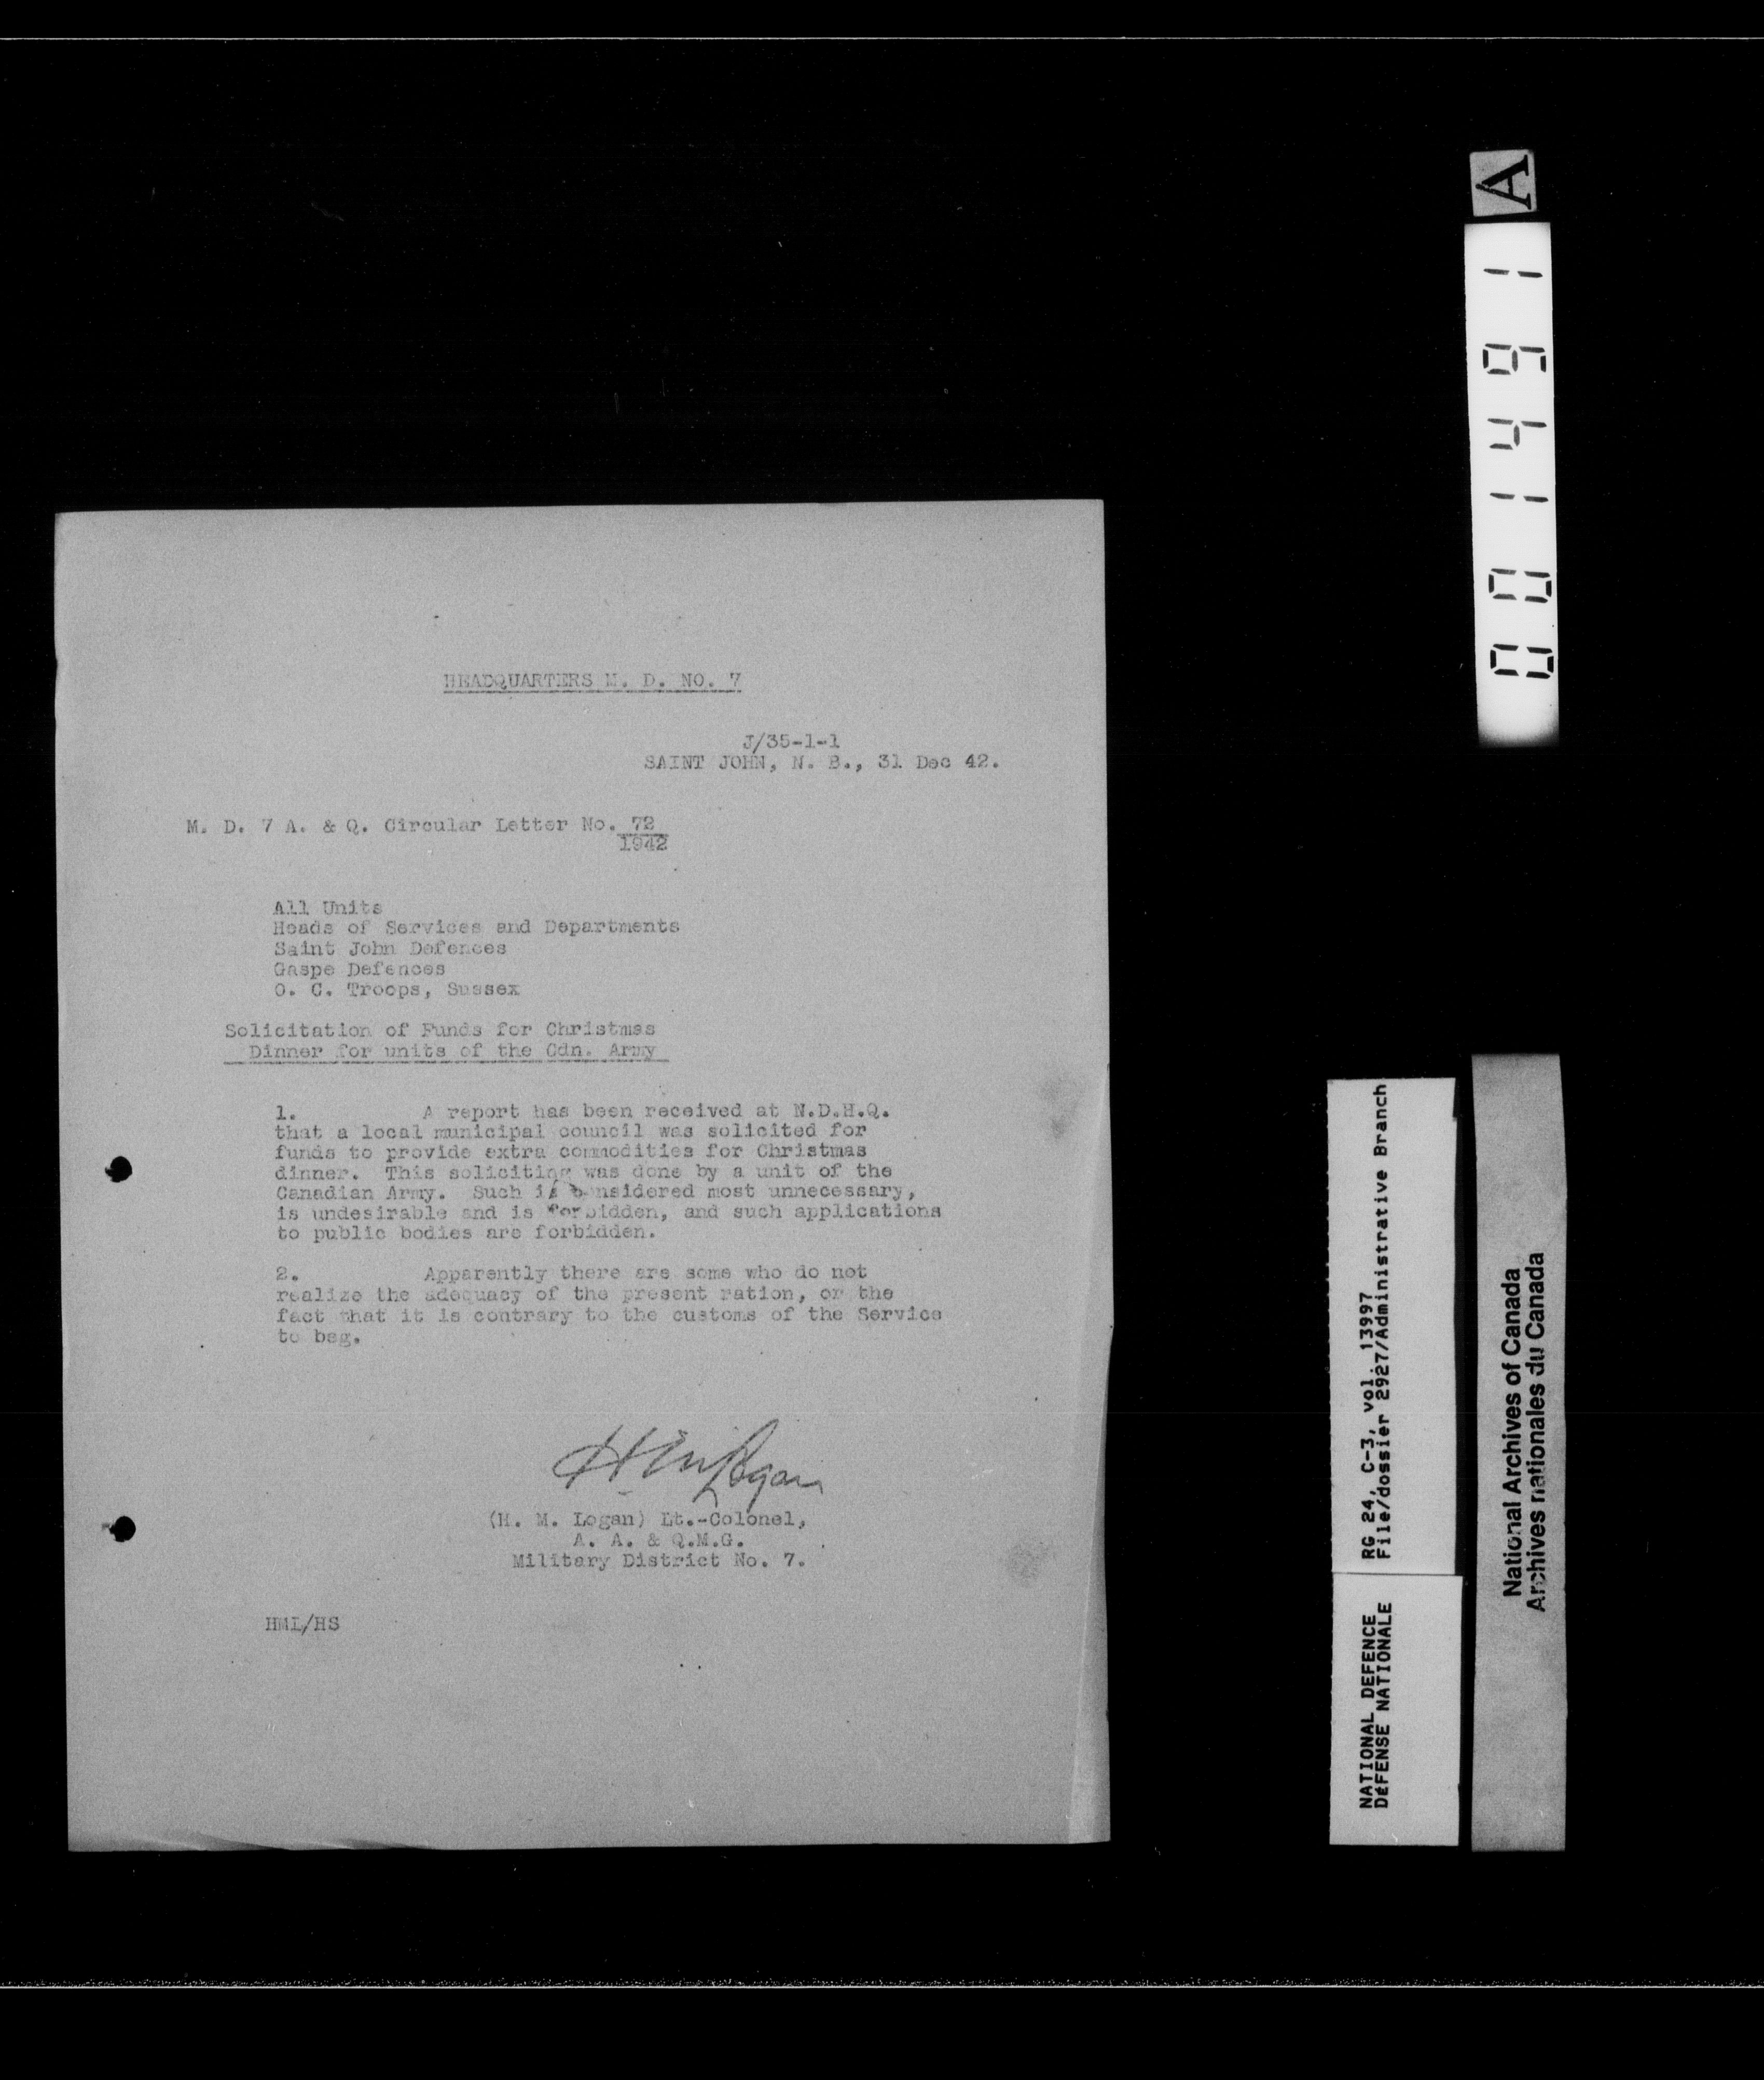 HEADQUARTERS M. D. NO. 7
J/35-1-1
SAINT JOHN, N. B., 31 Dec 42.
M. D. 7 A. & Q. Circular Letter No. 72
1942
All Units
Heads of Services and Departments
Saint John Defences
Gaspe Defences
O. C. Troops, Sussex
Solicitation of Funds for Christmas
Dinner for units of the Cdn. Army
1. A report has been received at N.D.H.Q.
that a local municipal council was solicited for
funds to provide extra commodities for Christmas
dinner. This soliciting was done by a unit of the
Canadian Army. Such is considered most unnecessary,
is undesirable and is forbidden, and such applications
to public bodies are forbidden.
2. Apparently there are some who do not
realize the adequacy of the present ration, or the
fact that it is contrary to the customs of the Service
to beg.
H M Logan
(H. M. Logan) Lt.-Colonel,
A. A. & Q.M.G.
Military District No. 7.
HML/HS
A
001491
RG 24, C-3, vol. 13997
File/dossier 2927/Administrative Branch
NATIONAL DEFENCE
DéFENSE NATIONALE
National Archives of Canada
Archives nationales du Canada